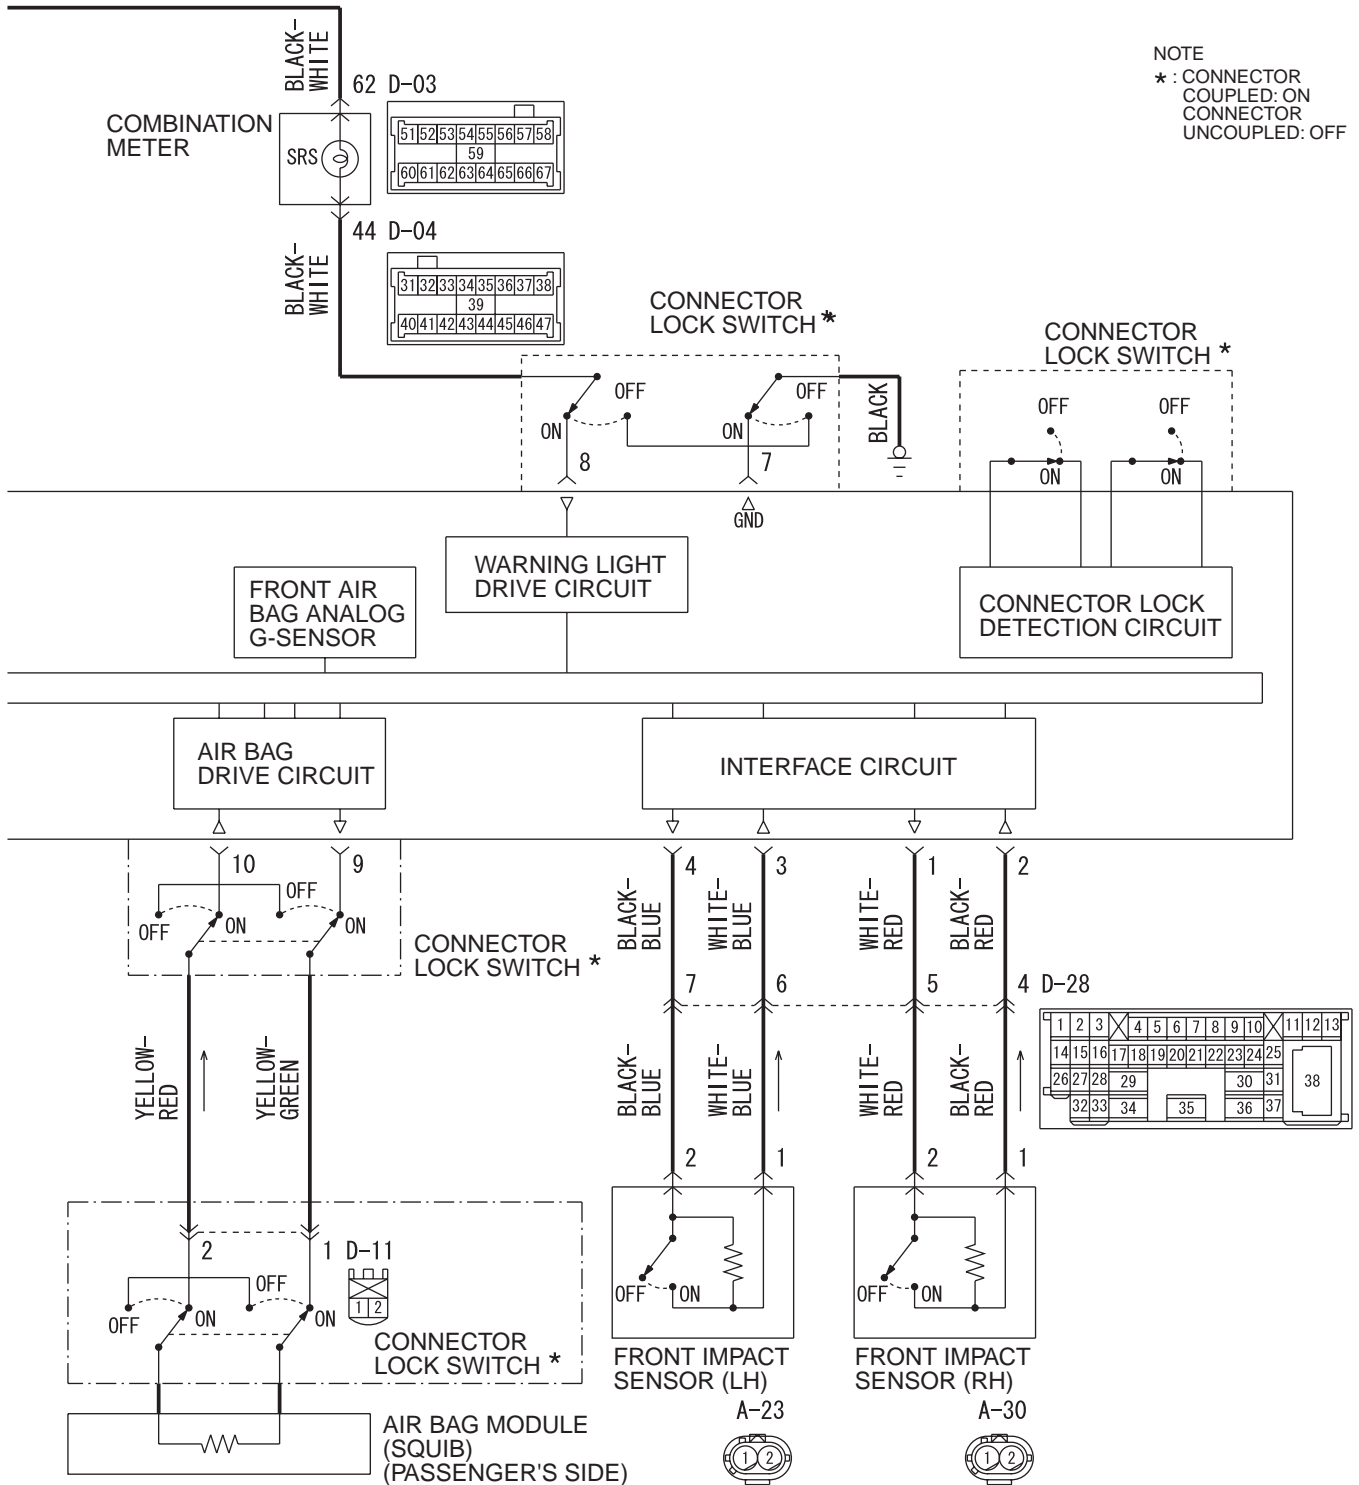 BLACK-
WHITE
62 D-03
NOTE
* : CONNECTOR
COUPLED: ON
CONNECTOR
UNCOUPLED: OFF
COMBINATION
METER
SRS
51 52 53 54 55 56 57 58
59
60 61 62 63 64 65 66 67
44 D-04
BLACK-
WHITE
31 32 33 34 35 36 37 38
39
40 41 42 43 44 45 46 47
CONNECTOR
LOCK SWITCH *
CONNECTOR
LOCK SWITCH *
OFF
OFF
ON
ON
BLACK
OFF
OFF
ON
ON
8
7
GND
WARNING LIGHT
DRIVE CIRCUIT
FRONT AIR
BAG ANALOG
G-SENSOR
CONNECTOR LOCK
DETECTION CIRCUIT
AIR BAG
DRIVE CIRCUIT
INTERFACE CIRCUIT
10
9
4
3
1
2
OFF
OFF
ON
ON
CONNECTOR
LOCK SWITCH *
BLACK-
BLUE
WHITE-
BLUE
WHITE-
RED
BLACK-
RED
7
6
5
4 D-28
1 2 3 4 5 6 7 8 9 10 11 12 13
14 15 16 17 18 19 20 21 22 23 24 25
26 27 28 29 30 31 38
32 33 34 35 36 37
YELLOW-
RED
YELLOW-
GREEN
BLACK-
BLUE
WHITE-
BLUE
WHITE-
RED
BLACK-
RED
2
1
2
1
2
1 D-11
1 2
OFF
OFF
ON
ON
CONNECTOR
LOCK SWITCH *
OFF
ON
OFF
ON
FRONT IMPACT
SENSOR (LH)
FRONT IMPACT
SENSOR (RH)
A-23
A-30
1 2
1 2
AIR BAG MODULE
(SQUIB)
(PASSENGER'S SIDE)